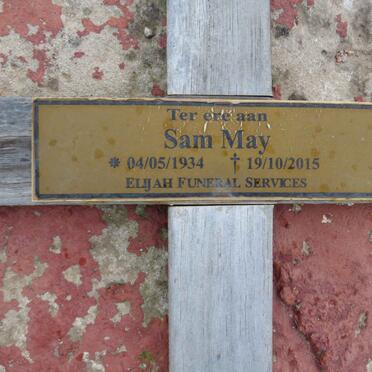 Ter ere aan
Sam May
* 04/05/1934 † 19/10/2015
ELIJAH FUNERAL SERVICES